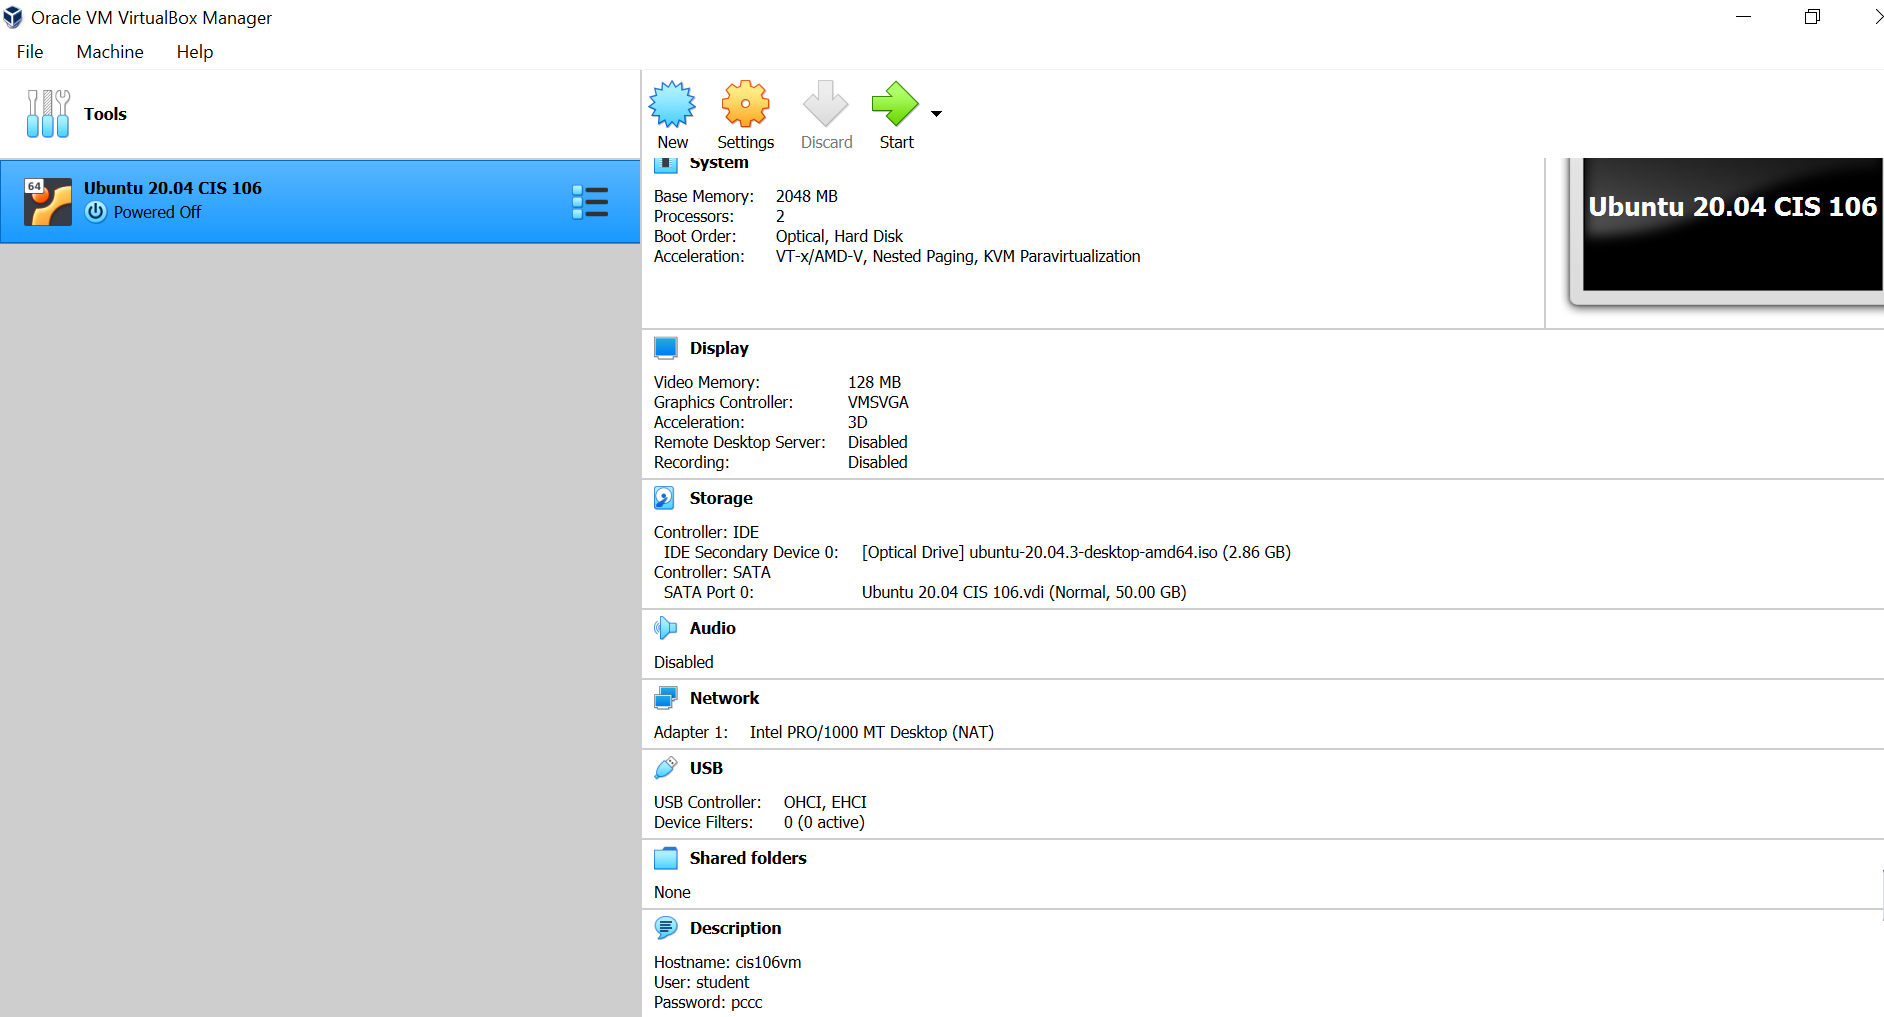 Oracle VM VirtualBox Manager
File Machine Help
Tools
New Settings Discard Start
64
Ubuntu 20.04 CIS 106
Powered Off
System
Base Memory: 2048 MB
Processors: 2
Boot Order: Optical, Hard Disk
Acceleration: VT-x/AMD-V, Nested Paging, KVM Paravirtualization
Ubuntu 20.04 CIS 106
Display
Video Memory: 128 MB
Graphics Controller: VMSVGA
Acceleration: 3D
Remote Desktop Server: Disabled
Recording: Disabled
Storage
Controller: IDE
IDE Secondary Device 0: [Optical Drive] ubuntu-20.04.3-desktop-amd64.iso (2.86 GB)
Controller: SATA
SATA Port 0: Ubuntu 20.04 CIS 106.vdi (Normal, 50.00 GB)
Audio
Disabled
Network
Adapter 1: Intel PRO/1000 MT Desktop (NAT)
USB
USB Controller: OHCI, EHCI
Device Filters: 0 (0 active)
Shared folders
None
Description
Hostname: cis106vm
User: student
Password: pccc